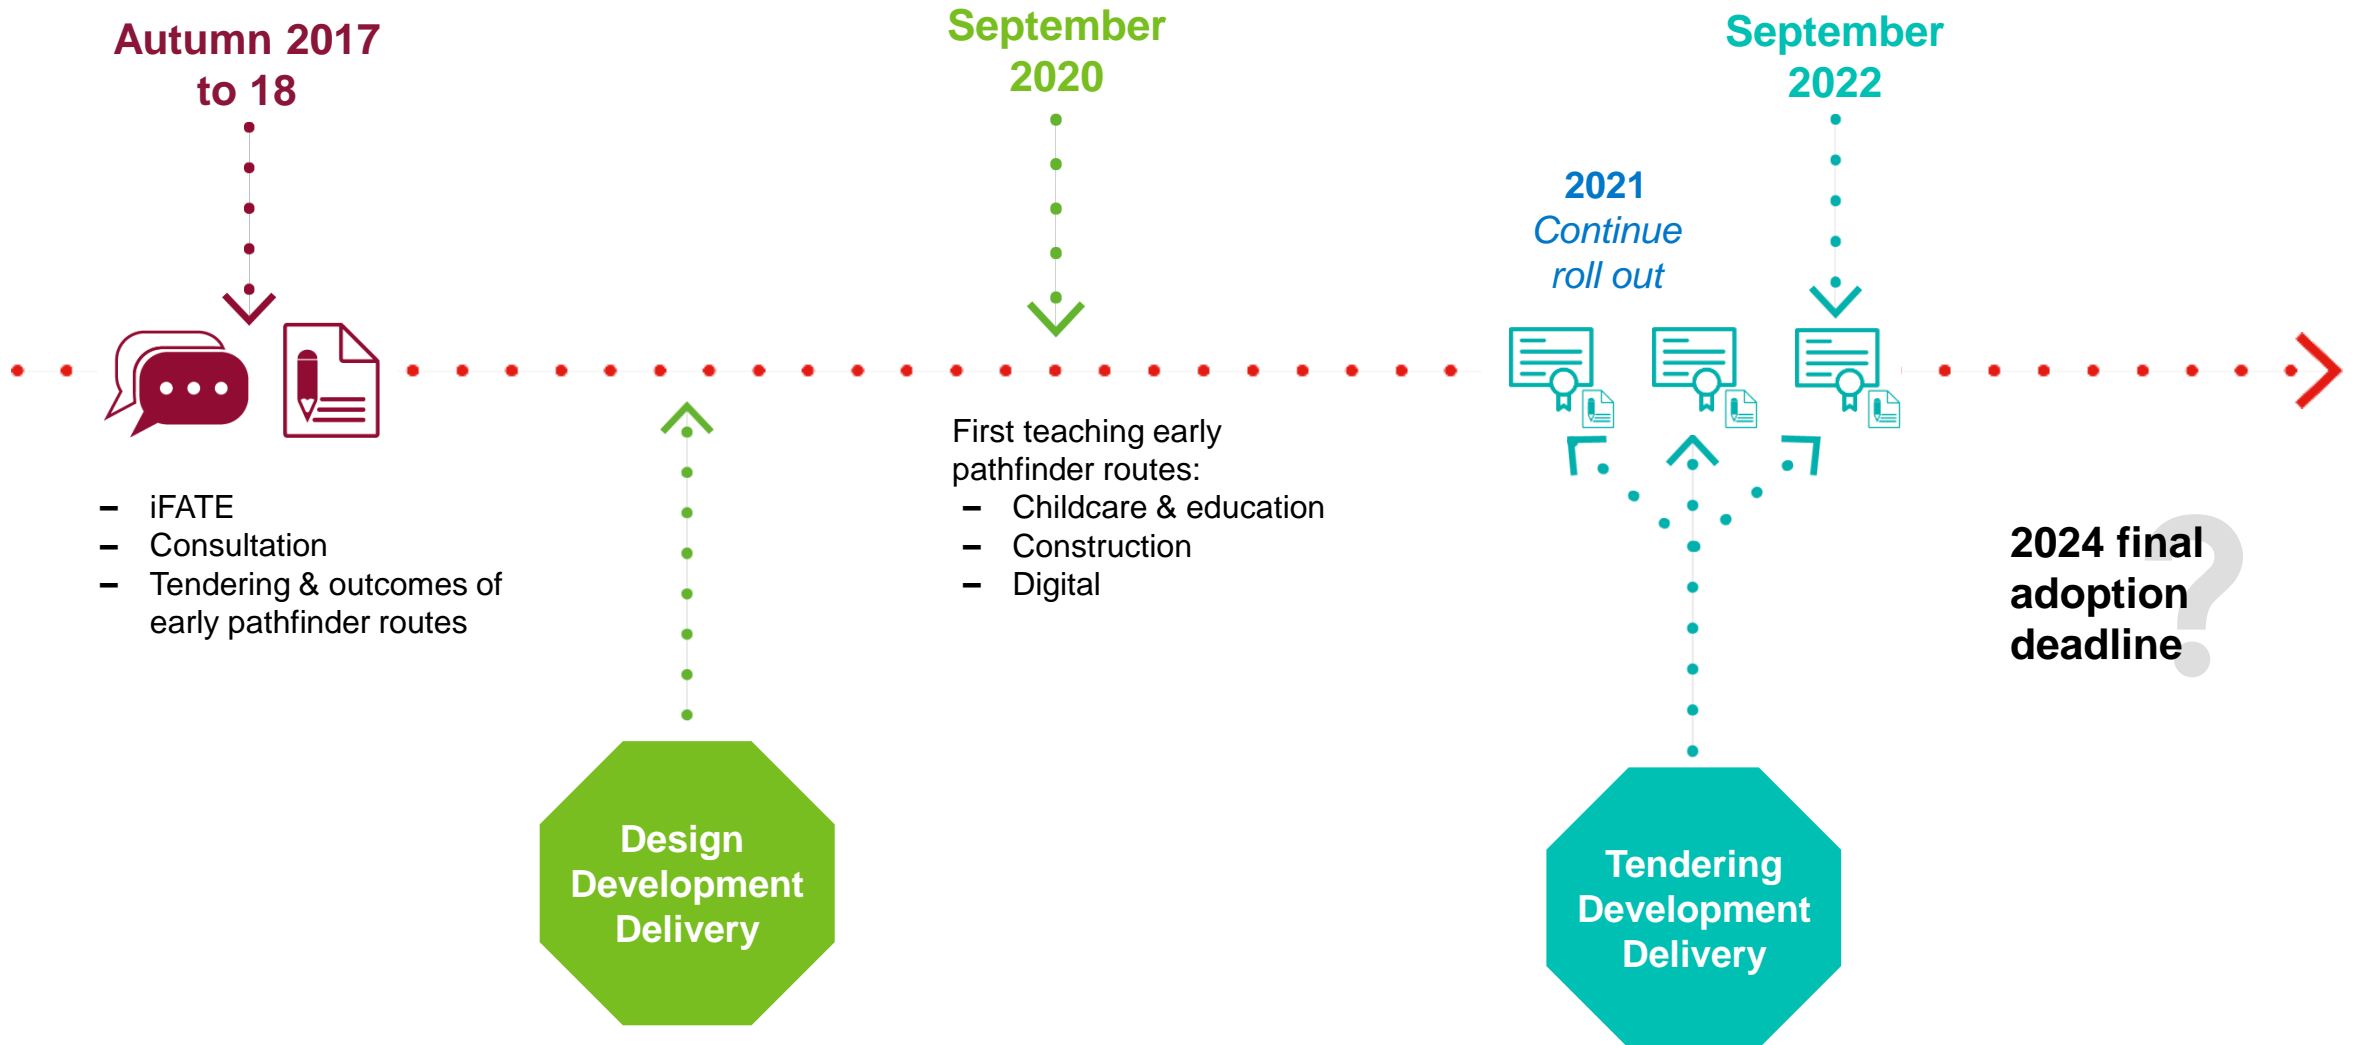 Autumn 2017
to 18
September
2020
September
2022
2021
Continue
roll out
– iFATE
– Consultation
– Tendering & outcomes of
early pathfinder routes
First teaching early
pathfinder routes:
– Childcare & education
– Construction
– Digital
?
2024 final
adoption
deadline
Design
Development
Delivery
Tendering
Development
Delivery